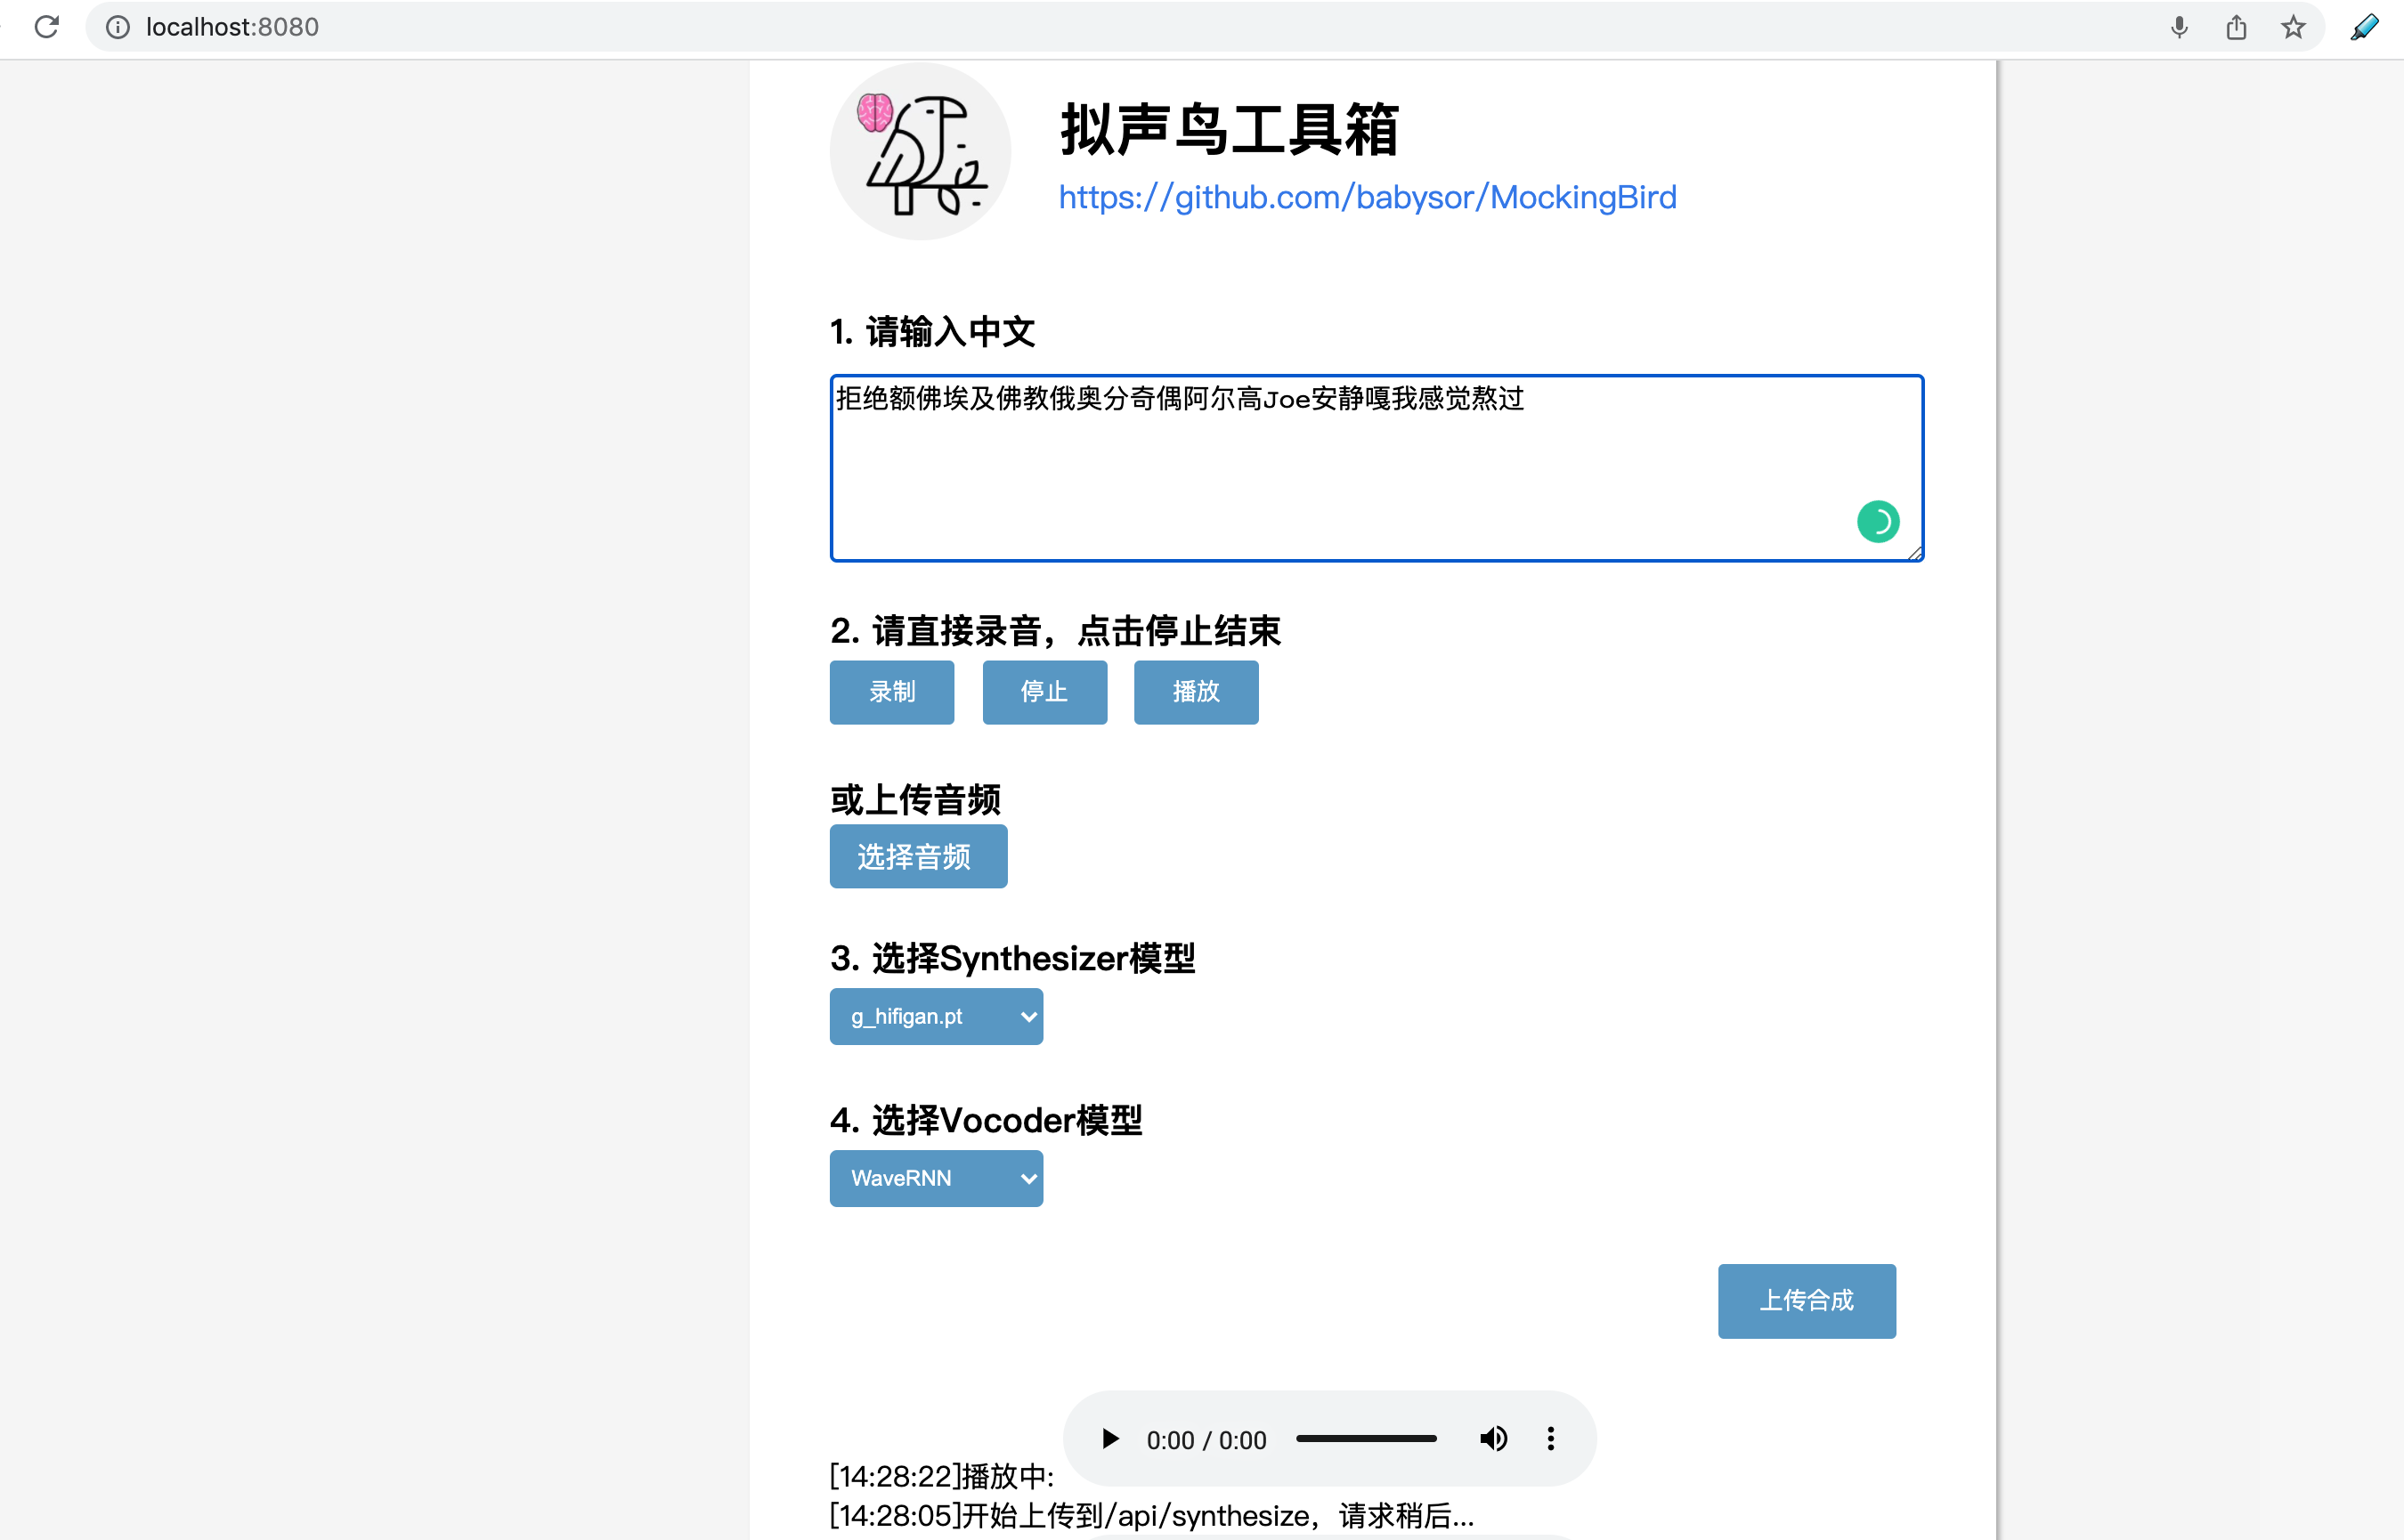 localhost:8080
拟声鸟工具箱
https://github.com/babysor/MockingBird
1. 请输入中文
拒绝额佛埃及佛教俄奥分奇偶阿尔高Joe安静嘎我感觉熬过
2. 请直接录音，点击停止结束
录制 停止 播放
或上传音频
选择音频
3. 选择Synthesizer模型
g_hifigan.pt
4. 选择Vocoder模型
WaveRNN
上传合成
0:00 / 0:00
[14:28:22]播放中:
[14:28:05]开始上传到/api/synthesize，请求稍后...